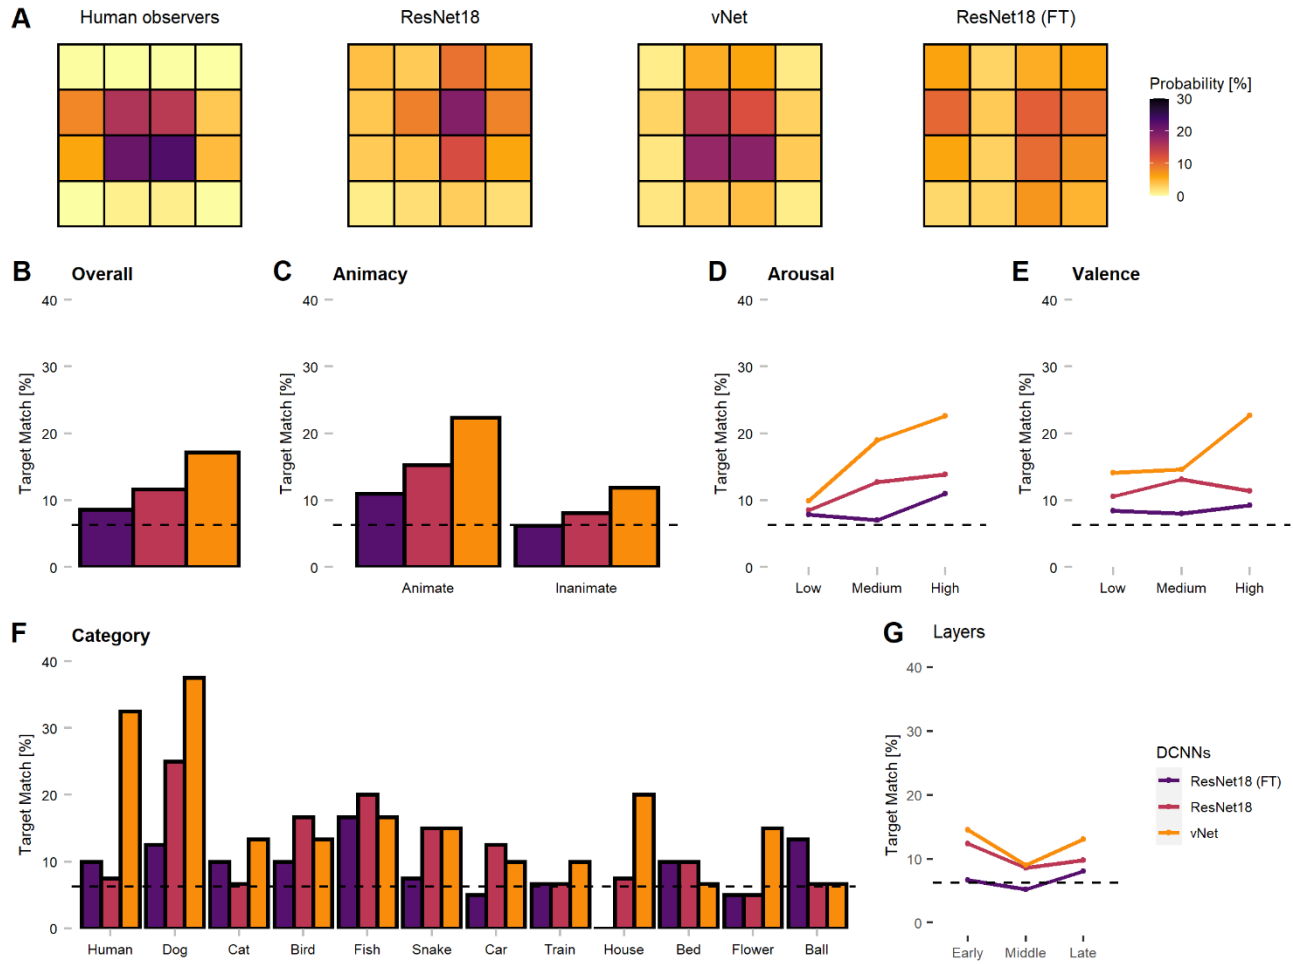 A
Human observers
ResNet18
vNet
ResNet18 (FT)
Probability [%]
30
20
10
0
B Overall
C Animacy
D Arousal
E Valence
40
30
20
10
0
Target Match [%]
40
30
20
10
0
Target Match [%]
Animate Inanimate
40
30
20
10
0
Target Match [%]
Low Medium High
40
30
20
10
0
Target Match [%]
Low Medium High
F Category
40
30
20
10
0
Target Match [%]
Human Dog Cat Bird Fish Snake Car Train House Bed Flower Ball
G Layers
40
30
20
10
0
Target Match [%]
Early Middle Late
DCNNs
ResNet18 (FT)
ResNet18
vNet